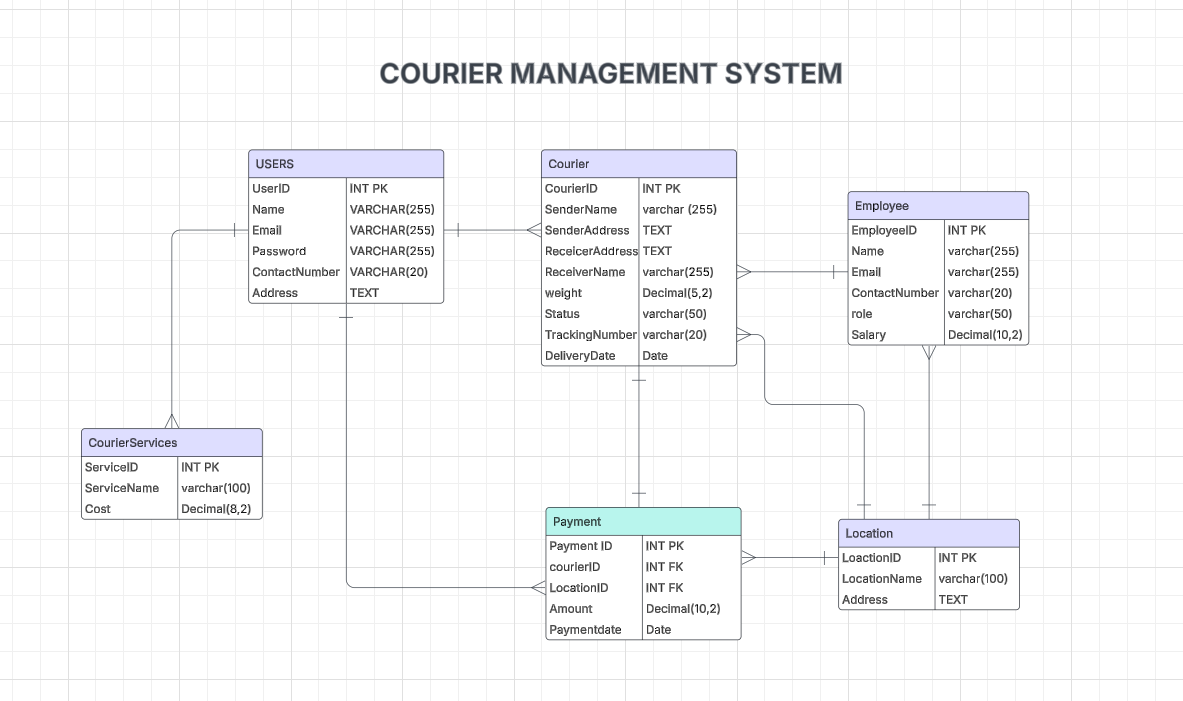 COURIER MANAGEMENT SYSTEM
USERS
UserID INT PK
Name VARCHAR(255)
Email VARCHAR(255)
Password VARCHAR(255)
ContactNumber VARCHAR(20)
Address TEXT
Courier
CourierID INT PK
SenderName varchar (255)
SenderAddress TEXT
ReceicerAddress TEXT
ReceiverName varchar(255)
weight Decimal(5,2)
Status varchar(50)
TrackingNumber varchar(20)
DeliveryDate Date
Employee
EmployeeID INT PK
Name varchar(255)
Email varchar(255)
ContactNumber varchar(20)
role varchar(50)
Salary Decimal(10,2)
CourierServices
ServiceID INT PK
ServiceName varchar(100)
Cost Decimal(8,2)
Payment
Payment ID INT PK
courierID INT FK
LocationID INT FK
Amount Decimal(10,2)
Paymentdate Date
Location
LoactionID INT PK
LocationName varchar(100)
Address TEXT